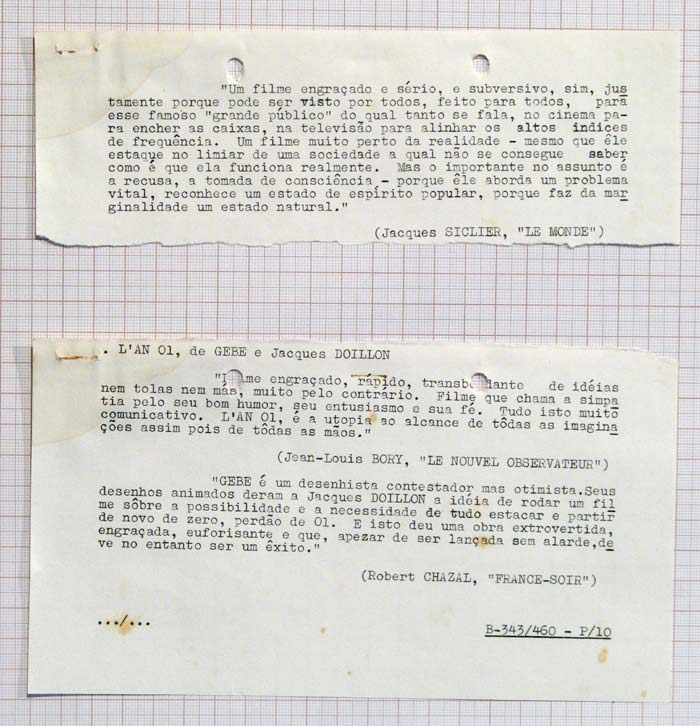 "Um filme engraçado e sério, e subversivo, sim, jus
tamente porque pode ser visto por todos, feito para todos, para
esse famoso "grande público" do qual tanto se fala, no cinema pa-
ra encher as caixas, na televisão para alinhar os altos indices
de frequência. Um filme muito perto da realidade - mesmo que êle
estaque no limiar de uma sociedade a qual não se consegue saber
como é que ela funciona realmente. Mas o importante no assunto é
a recusa, a tomada de consciência - porque êle aborda um problema
vital, reconhece um estado de espírito popular, porque faz da mar
ginalidade um estado natural."
(Jacques SICLIER, "LE MONDE")
. L'AN 01, de GEBE e Jacques DOILLON
me engraçado, rápido, de idéias
nem tolas nem más, muito pelo contrário. Filme que chama a simpa
tia pelo seu bom humor, seu entusiasmo e sua fé. Tudo isto muito
comunicativo. L'AN 01, é a utopia ao alcance de tôdas as imagina
ções assim pois de tôdas as mãos."
(Jean-Louis BORY, "LE NOUVEL OBSERVATEUR")
"GEBE é um desenhista contestador mas otimista.Seus
desenhos animados deram a Jacques DOILLON a idéia de rodar um fil
me sôbre a possibilidade e a necessidade de tudo estacar e partir
de novo de zero, perdão de 01. E isto deu uma obra extrovertida,
engraçada, euforisante e que, apezar de ser lançada sem alarde,de
ve no entanto ser um êxito."
(Robert CHAZAL, "FRANCE-SOIR")
.../...
B-343/460 - P/10